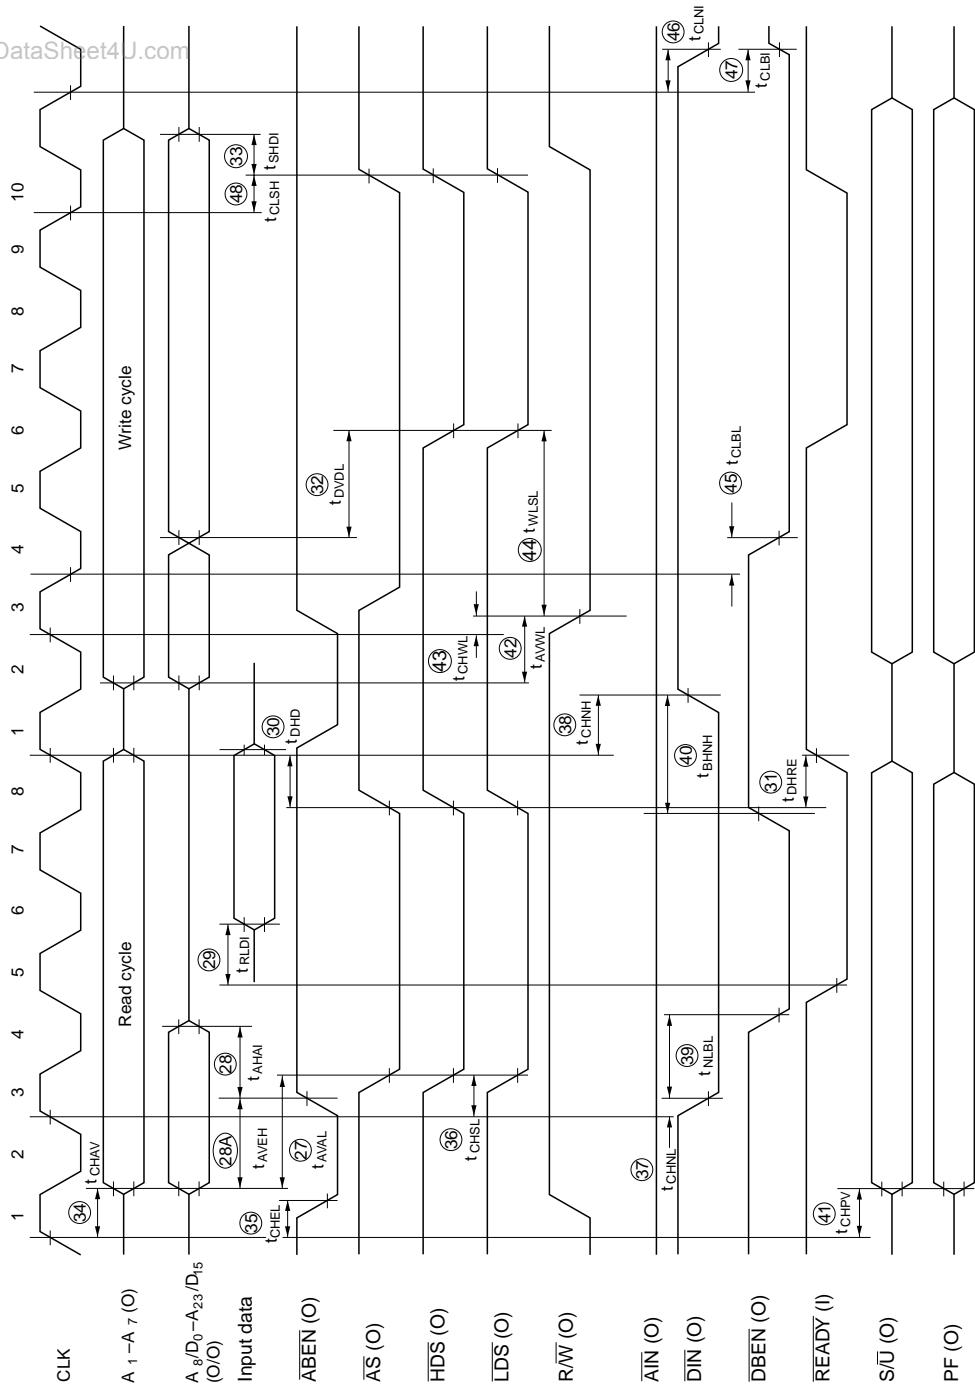 DataSheet4U.com
1 2 3 4 5 6 7 8 1 2 3 4 5 6 7 8 9 10
CLK
34 tCHAV
A1–A7 (O)
Read cycle
Write cycle
A8/D0–A23/D15
(O/O)
28A tAVEH
28 tAHAI
48 tCLSH
33 tSHDI
Input data
29 tRLDI
30 tDHD
35 tCHEL
27 tAVAL
32 tDVDL
ABEN (O)
AS (O)
36 tCHSL
43 tCHWL
HDS (O)
LDS (O)
42 tAVWL
44 tWLSL
R/W (O)
38 tCHNH
AIN (O)
37 tCHNL
46 tCLNI
DIN (O)
39 tNLBL
40 tBHNH
45 tCLBL
47 tCLBI
DBEN (O)
31 tDHRE
READY (I)
41 tCHPV
S/U (O)
PF (O)